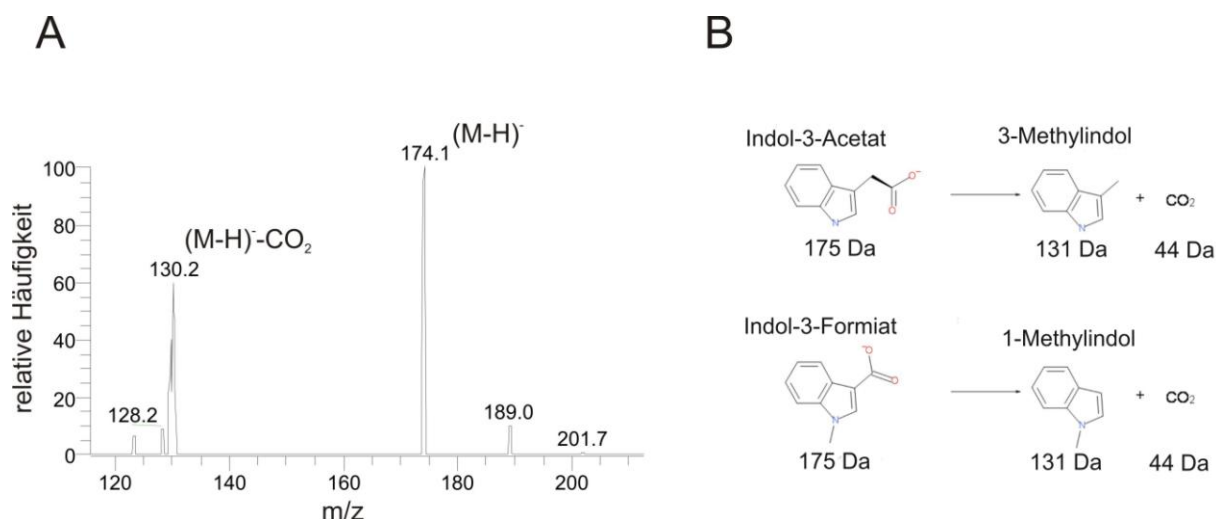 A
relative Häufigkeit
100
80
60
40
20
0
(M-H)⁻
174.1
(M-H)⁻-CO₂
130.2
128.2
189.0
201.7
120 140 160 180 200
m/z
B
Indol-3-Acetat 3-Methylindol
O⁻ O N N + CO₂
175 Da 131 Da 44 Da
Indol-3-Formiat 1-Methylindol
O⁻ O N N + CO₂
175 Da 131 Da 44 Da